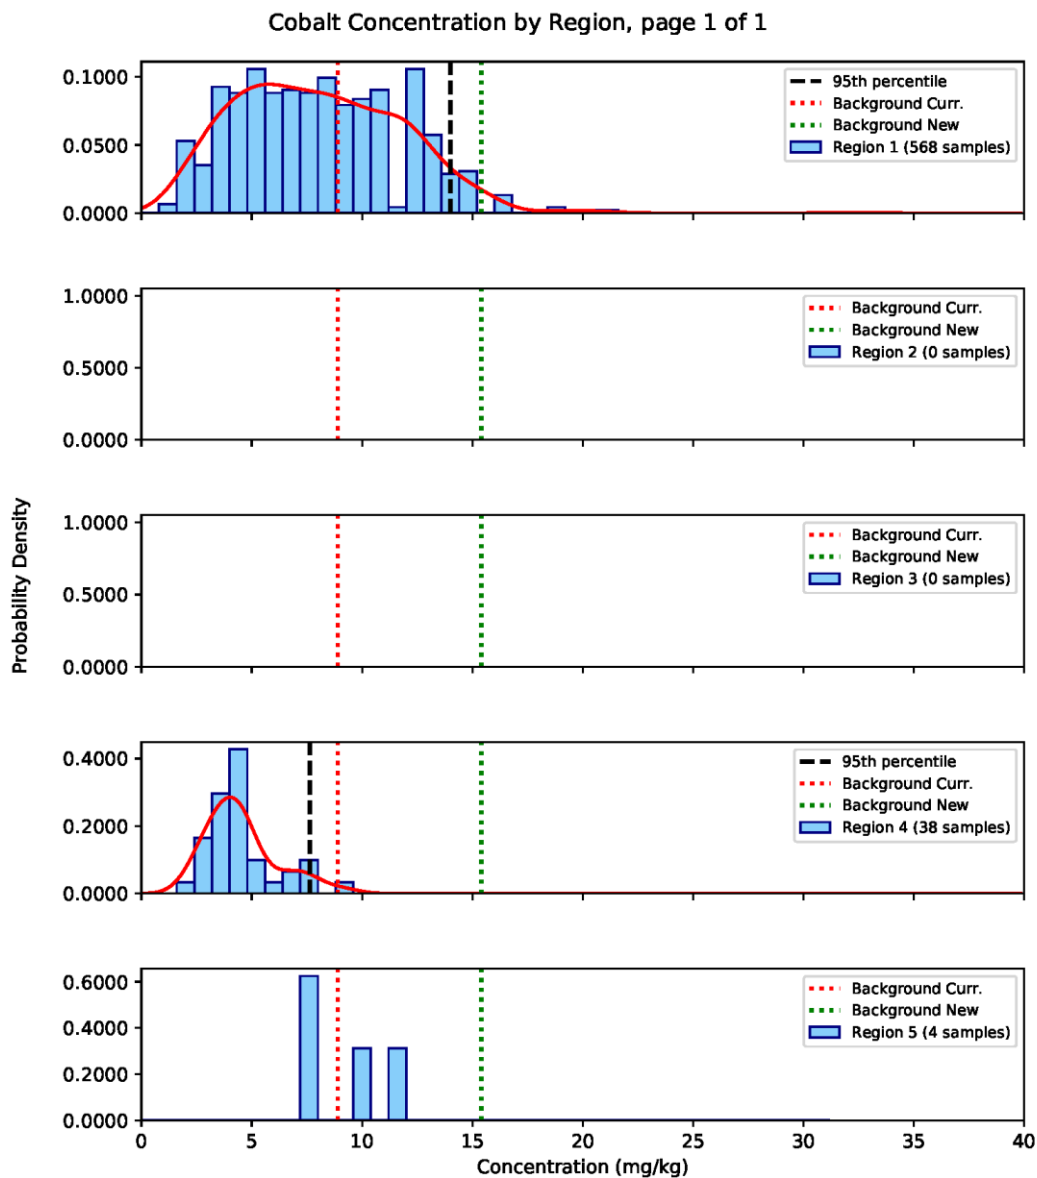 Cobalt Concentration by Region, page 1 of 1
0.1000
0.0500
0.0000
95th percentile
Background Curr.
Background New
Region 1 (568 samples)
1.0000
0.5000
0.0000
Background Curr.
Background New
Region 2 (0 samples)
Probability Density
1.0000
0.5000
0.0000
Background Curr.
Background New
Region 3 (0 samples)
0.4000
0.2000
0.0000
95th percentile
Background Curr.
Background New
Region 4 (38 samples)
0.6000
0.4000
0.2000
0.0000
Background Curr.
Background New
Region 5 (4 samples)
0 5 10 15 20 25 30 35 40
Concentration (mg/kg)